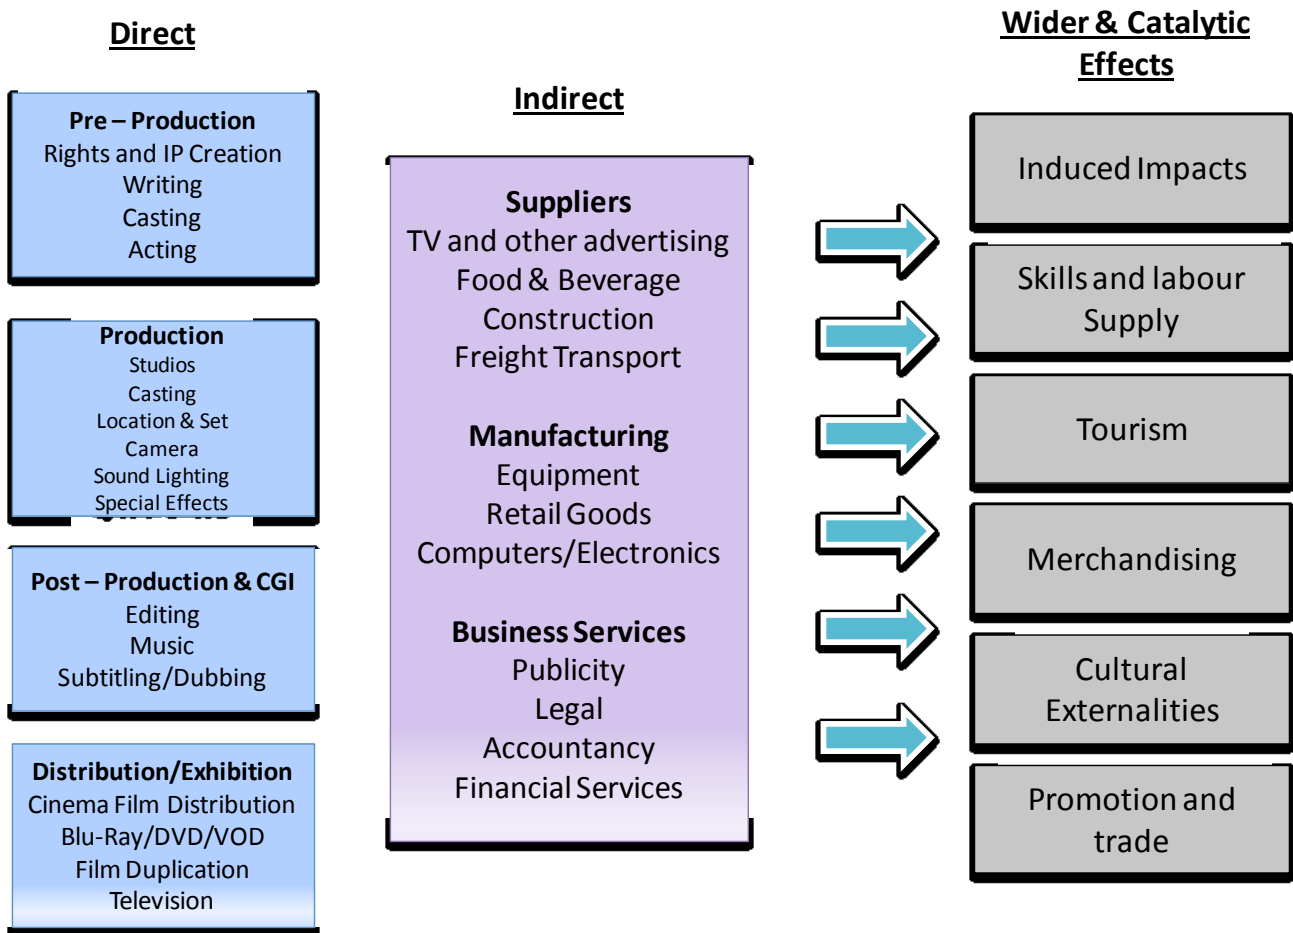 Direct
Pre – Production
Rights and IP Creation
Writing
Casting
Acting
Production
Studios
Casting
Location & Set
Camera
Sound Lighting
Special Effects
Post – Production & CGI
Editing
Music
Subtitling/Dubbing
Distribution/Exhibition
Cinema Film Distribution
Blu-Ray/DVD/VOD
Film Duplication
Television
Indirect
Suppliers
TV and other advertising
Food & Beverage
Construction
Freight Transport
Manufacturing
Equipment
Retail Goods
Computers/Electronics
Business Services
Publicity
Legal
Accountancy
Financial Services
Wider & Catalytic
Effects
Induced Impacts
Skills and labour
Supply
Tourism
Merchandising
Cultural
Externalities
Promotion and
trade